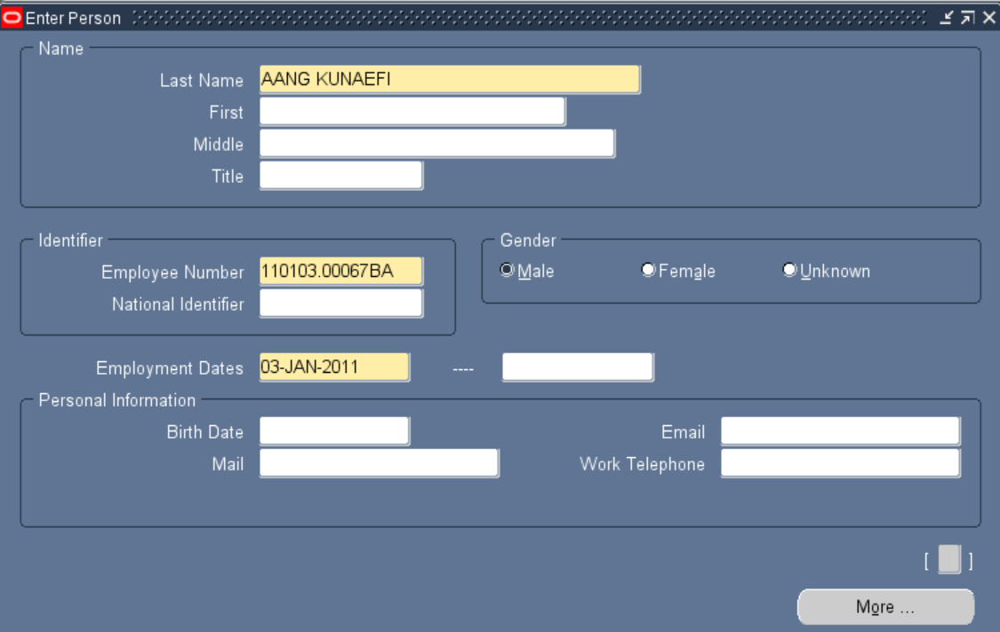 Enter Person
Name
Last Name AANG KUNAEFI
First
Middle
Title
Identifier
Employee Number 110103.00067BA
National Identifier
Gender
Male Female Unknown
Employment Dates 03-JAN-2011 ----
Personal Information
Birth Date Email
Mail Work Telephone
[ ]
More ...